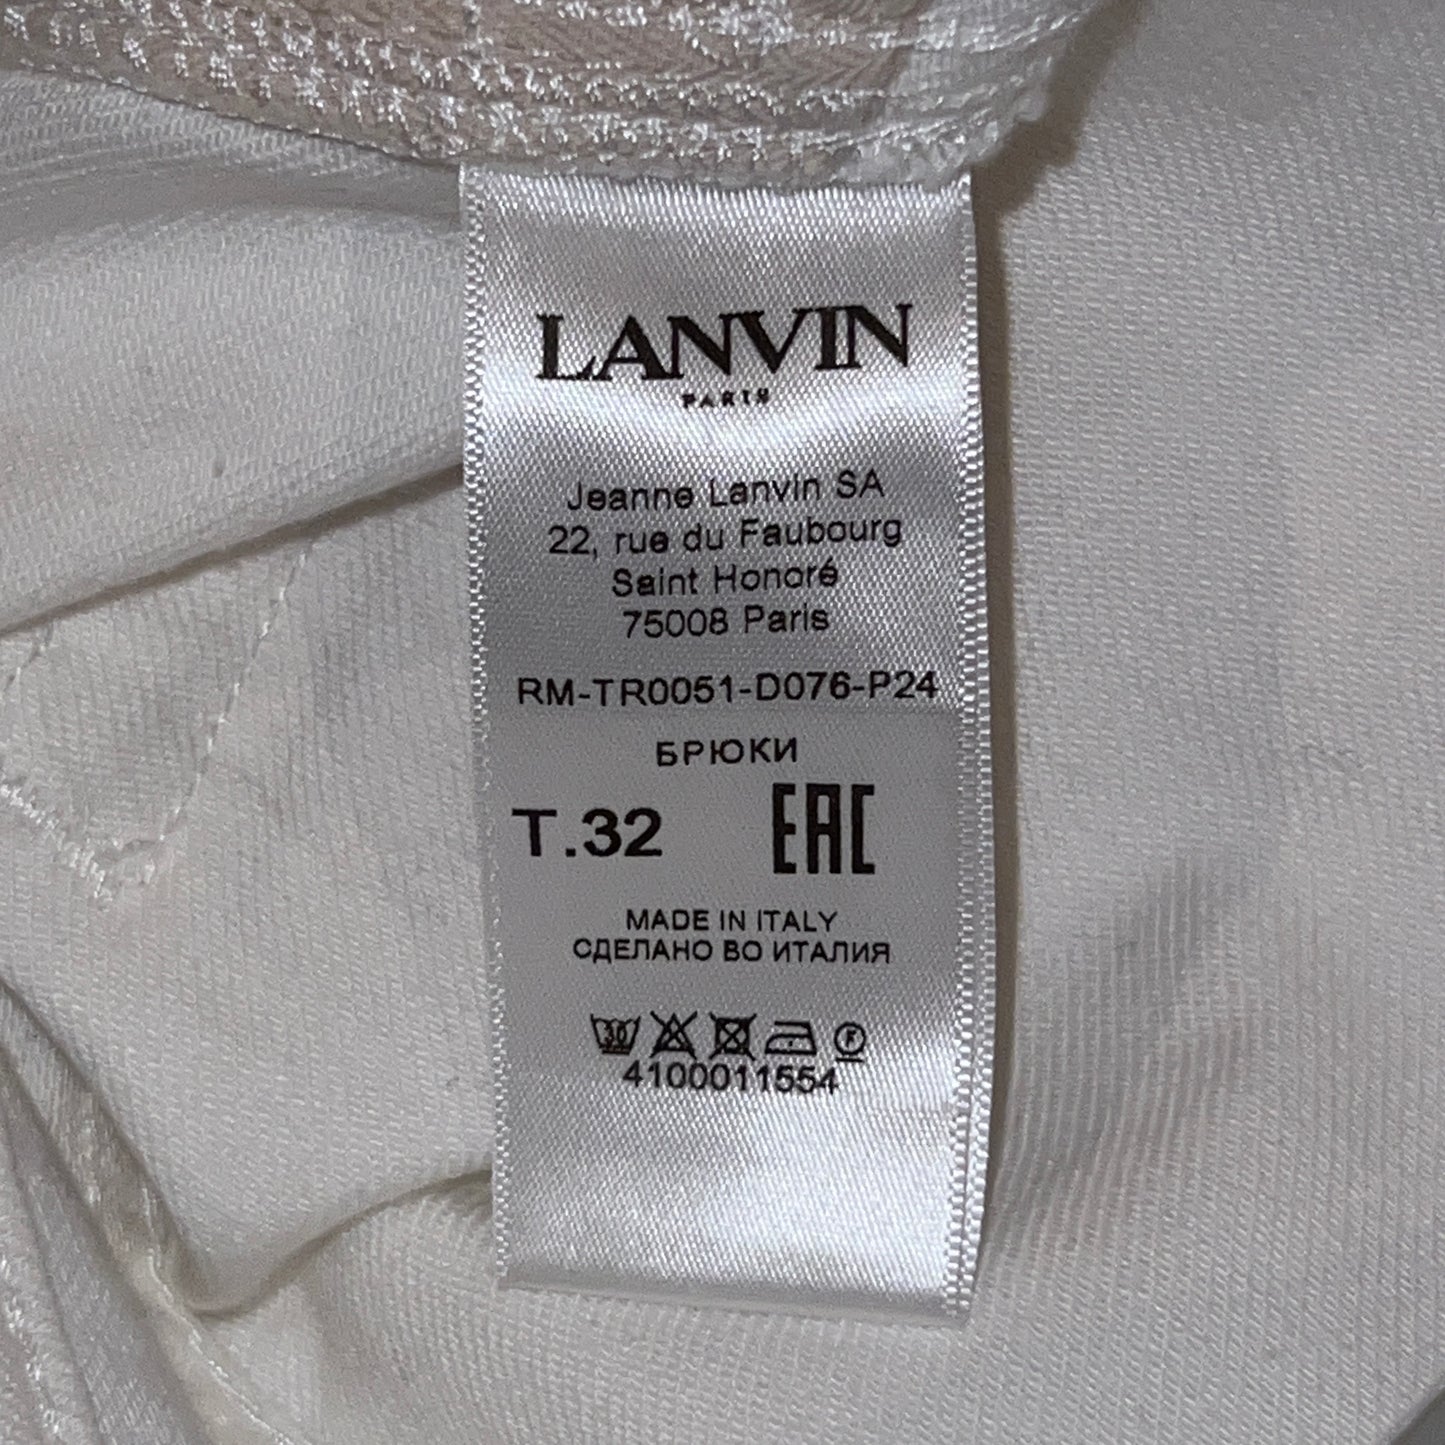 LANVIN
PARIS
Jeanne Lanvin SA
22, rue du Faubourg
Saint Honoré
75008 Paris
RM-TR0051-D076-P24
БРЮКИ
T.32 EAC
MADE IN ITALY
СДЕЛАНО ВО ИТАЛИЯ
30 F
4100011554